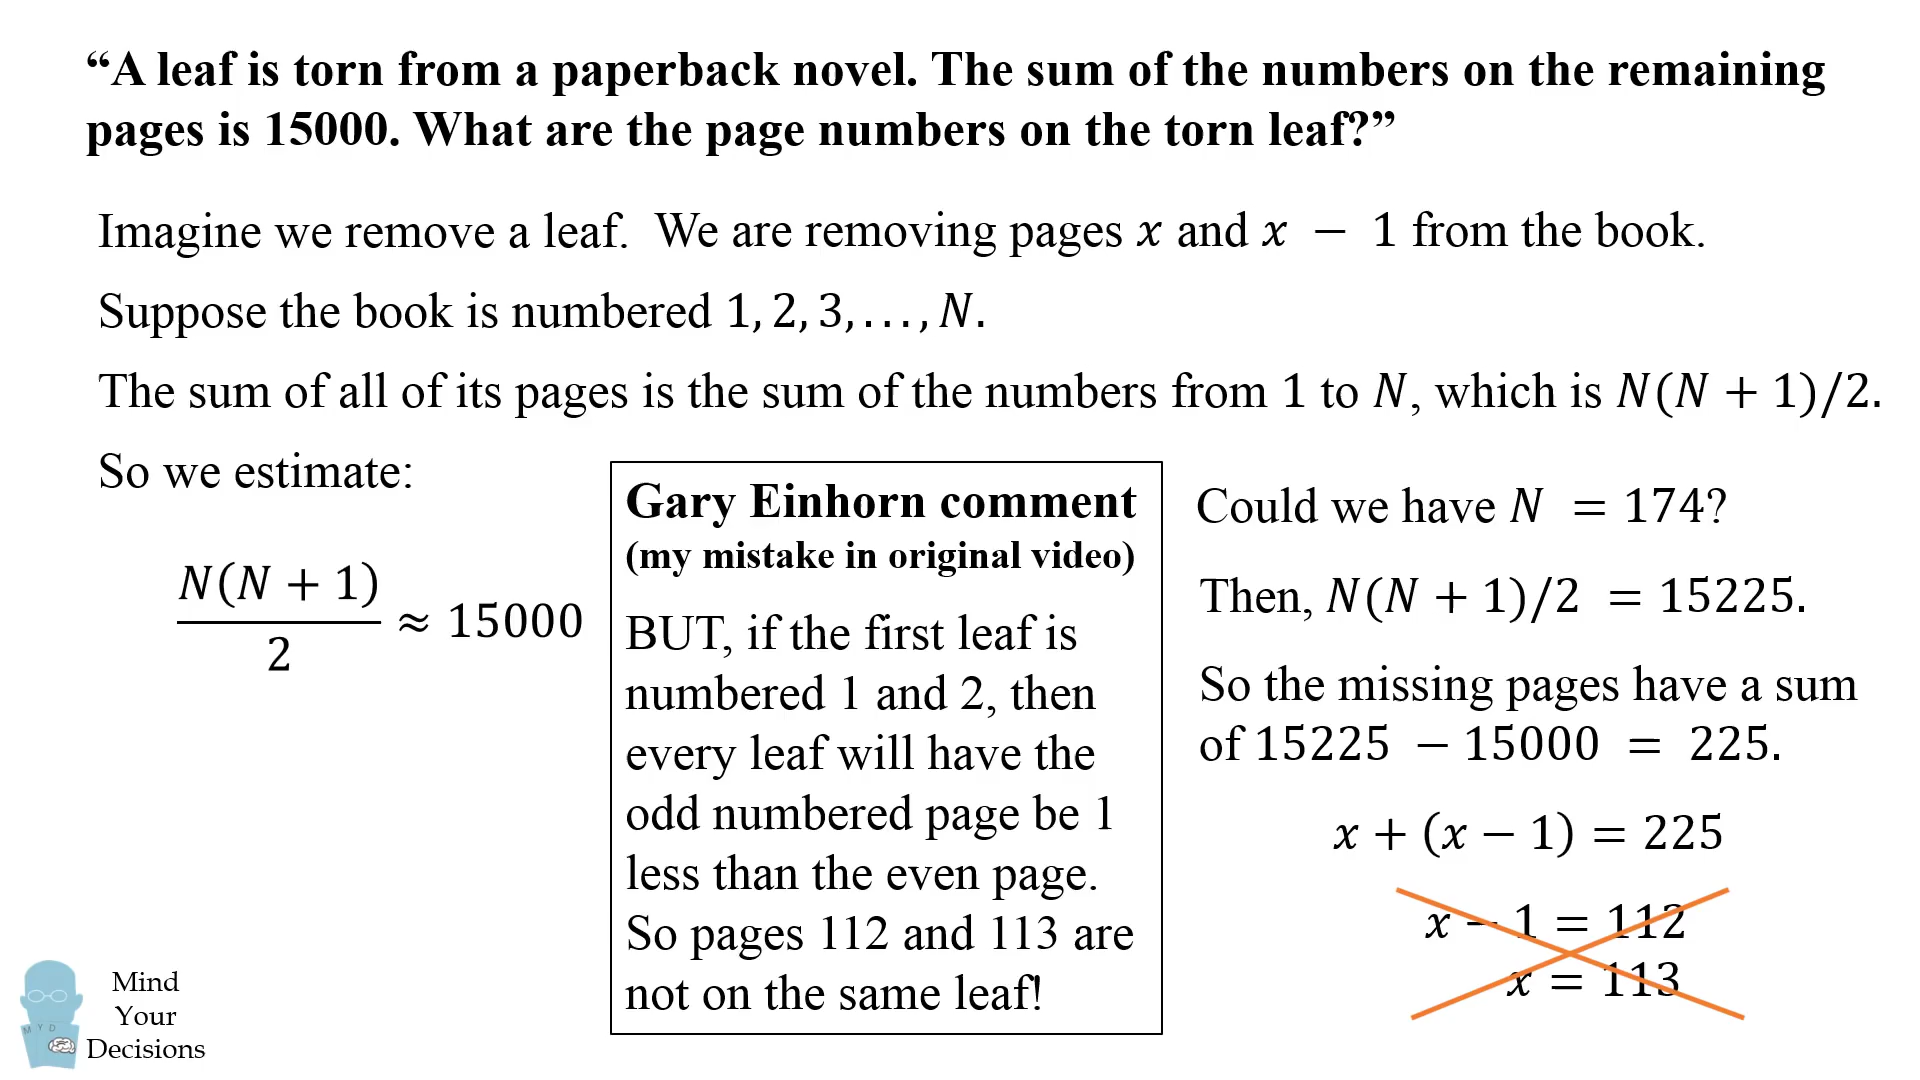 “A leaf is torn from a paperback novel. The sum of the numbers on the remaining
pages is 15000. What are the page numbers on the torn leaf?”
Imagine we remove a leaf. We are removing pages x and x − 1 from the book.
Suppose the book is numbered 1, 2, 3, . . . , N.
The sum of all of its pages is the sum of the numbers from 1 to N, which is N(N + 1)/2.
So we estimate:
N(N + 1)
2
≈ 15000
Gary Einhorn comment
(my mistake in original video)
BUT, if the first leaf is
numbered 1 and 2, then
every leaf will have the
odd numbered page be 1
less than the even page.
So pages 112 and 113 are
not on the same leaf!
Could we have N = 174?
Then, N(N + 1)/2 = 15225.
So the missing pages have a sum
of 15225 − 15000 = 225.
x + (x − 1) = 225
x − 1 = 112
x = 113
M Y D
Mind
Your
Decisions